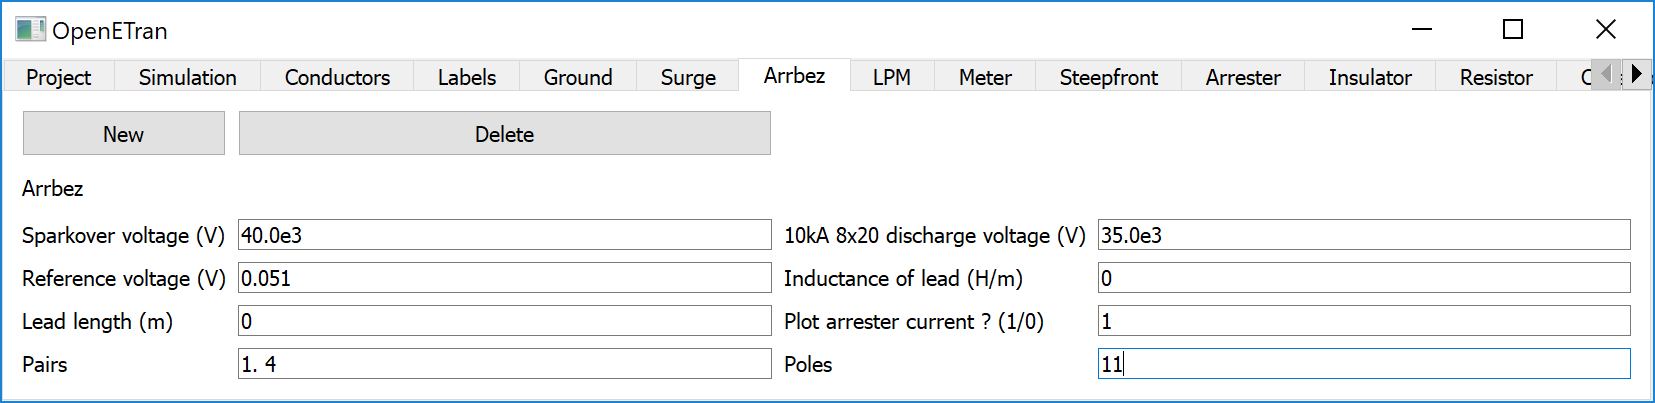 OpenETran
Project Simulation Conductors Labels Ground Surge Arrbez LPM Meter Steepfront Arrester Insulator Resistor
New Delete
Arrbez
Sparkover voltage (V) 40.0e3 10kA 8x20 discharge voltage (V) 35.0e3
Reference voltage (V) 0.051 Inductance of lead (H/m) 0
Lead length (m) 0 Plot arrester current ? (1/0) 1
Pairs 1. 4 Poles 11